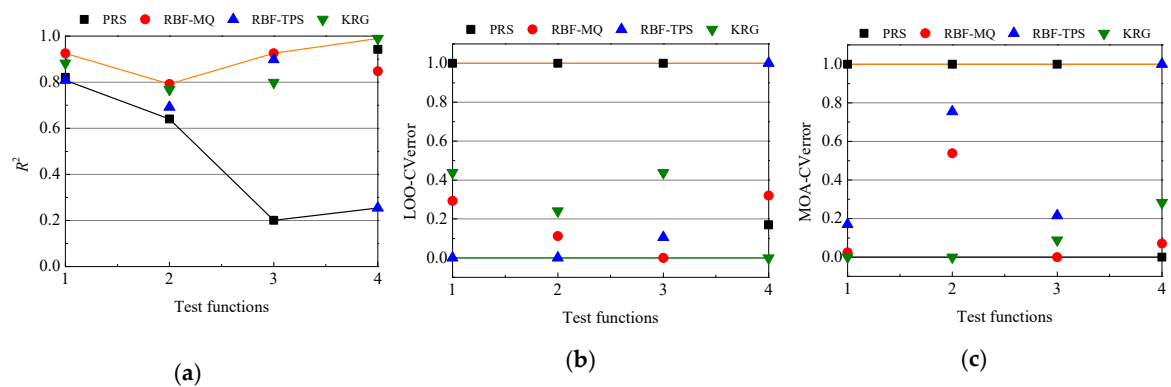 PRS RBF-MQ RBF-TPS KRG
1.0
0.8
0.6
0.4
0.2
0.0
R²
1 2 3 4
Test functions
(a)
PRS RBF-MQ RBF-TPS KRG
1.0
0.8
0.6
0.4
0.2
0.0
LOO-CVerror
1 2 3 4
Test functions
(b)
PRS RBF-MQ RBF-TPS KRG
1.0
0.8
0.6
0.4
0.2
0.0
MOA-CVerror
1 2 3 4
Test functions
(c)